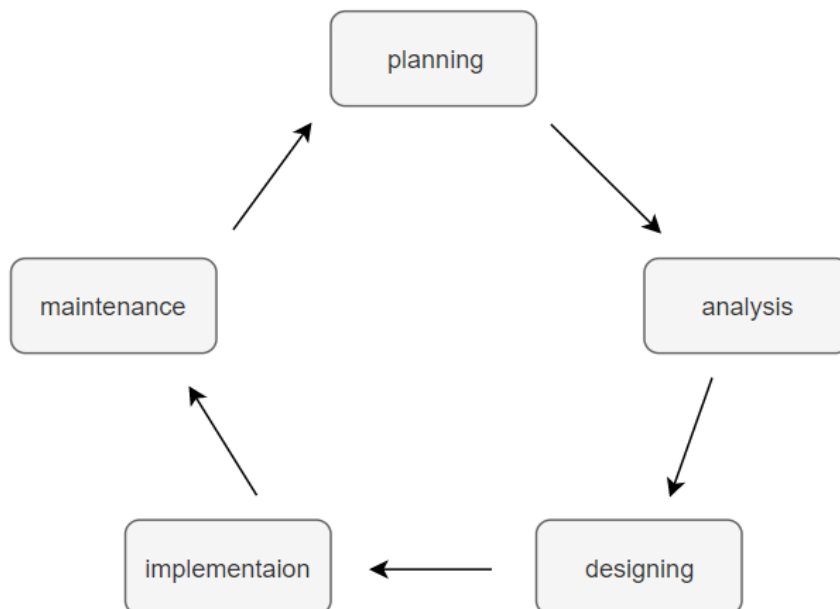 planning
analysis
designing
implementaion
maintenance